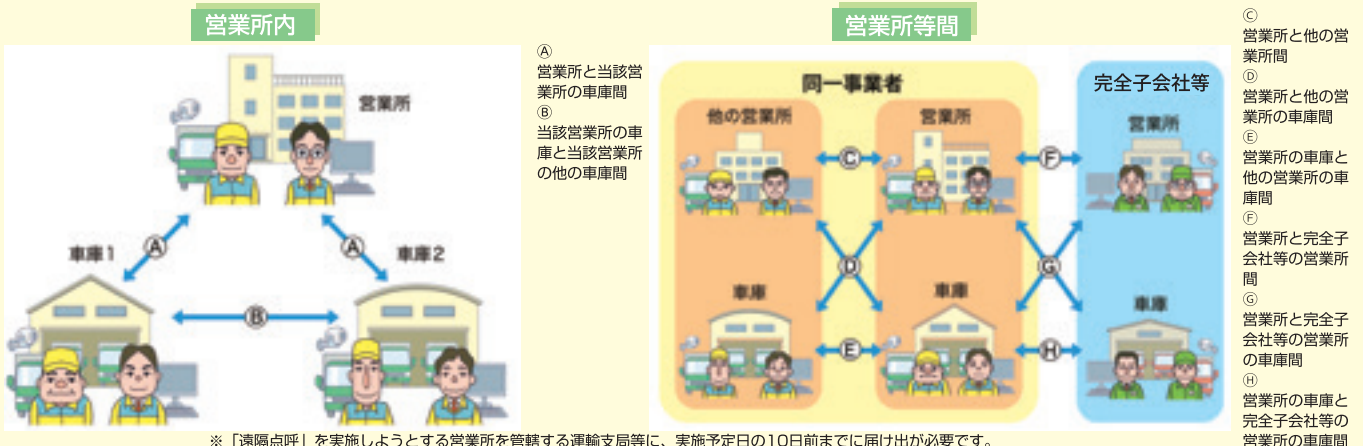 営業所内
営業所
車庫1
車庫2
Ⓐ
Ⓐ
Ⓑ
Ⓐ
営業所と当該営
業所の車庫間
Ⓑ
当該営業所の車
庫と当該営業所
の他の車庫間
営業所等間
同一事業者
完全子会社等
他の営業所
営業所
営業所
Ⓒ
Ⓕ
Ⓓ
Ⓖ
車庫
車庫
車庫
Ⓔ
Ⓗ
Ⓒ
営業所と他の営
業所間
Ⓓ
営業所と他の営
業所の車庫間
Ⓔ
営業所の車庫と
他の営業所の車
庫間
Ⓕ
営業所と完全子
会社等の営業所
間
Ⓖ
営業所と完全子
会社等の営業所
の車庫間
Ⓗ
営業所の車庫と
完全子会社等の
営業所の車庫間
※「遠隔点呼」を実施しようとする営業所を管轄する運輸支局等に、実施予定日の10日前までに届け出が必要です。